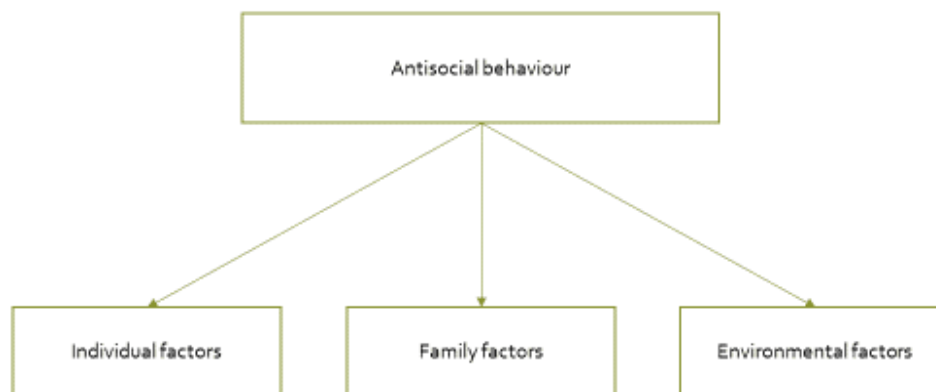 Antisocial behaviour
Individual factors
Family factors
Environmental factors